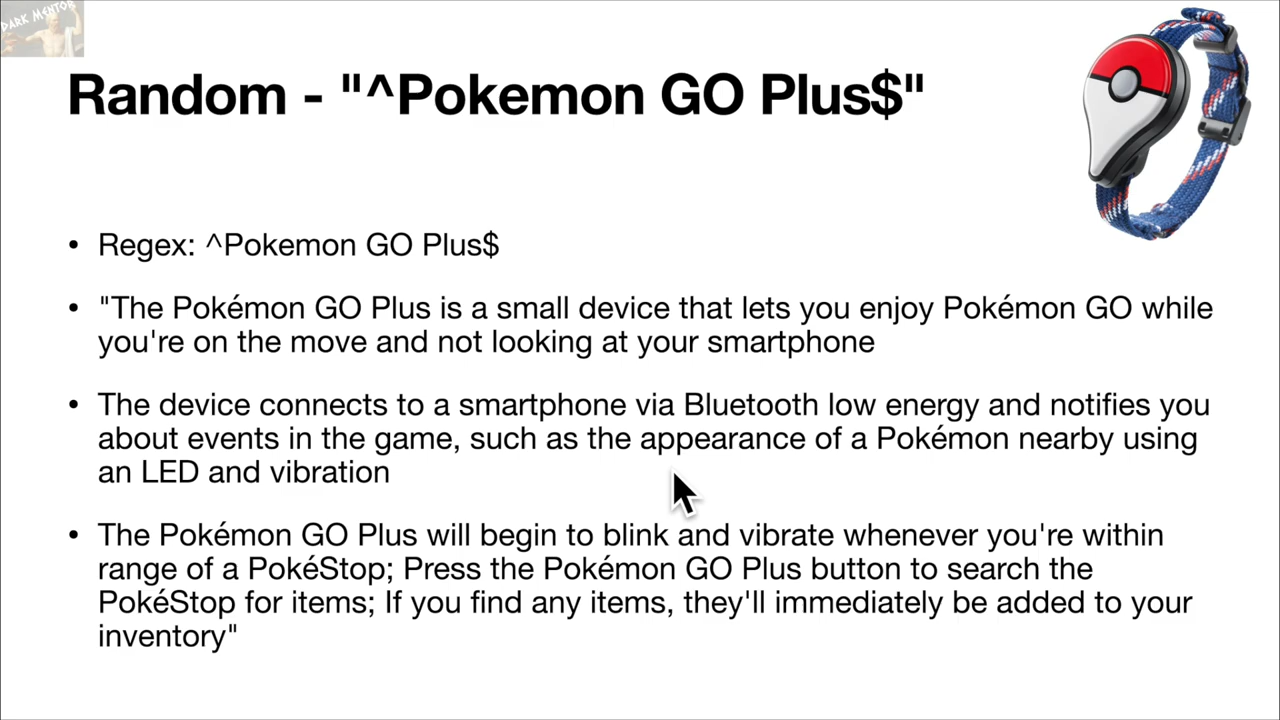 DARK MENTOR
Random - "^Pokemon GO Plus$"
• Regex: ^Pokemon GO Plus$
• "The Pokémon GO Plus is a small device that lets you enjoy Pokémon GO while
you're on the move and not looking at your smartphone
• The device connects to a smartphone via Bluetooth low energy and notifies you
about events in the game, such as the appearance of a Pokémon nearby using
an LED and vibration
• The Pokémon GO Plus will begin to blink and vibrate whenever you're within
range of a PokéStop; Press the Pokémon GO Plus button to search the
PokéStop for items; If you find any items, they'll immediately be added to your
inventory"